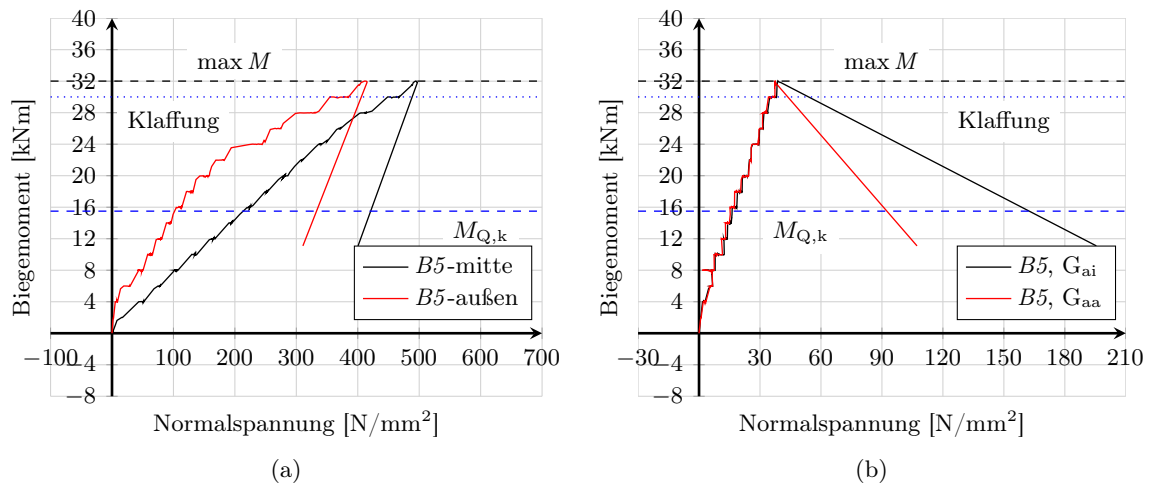 40
36
32
28
24
20
16
12
8
4
−4
−8
−100
100
200
300
400
500
600
700
Biegemoment [kNm]
Normalspannung [N/mm²]
max M
Klaffung
M_Q,k
B5-mitte
B5-außen
(a)
40
36
32
28
24
20
16
12
8
4
−4
−8
−30
30
60
90
120
150
180
210
Biegemoment [kNm]
Normalspannung [N/mm²]
max M
Klaffung
M_Q,k
B5, G_ai
B5, G_aa
(b)